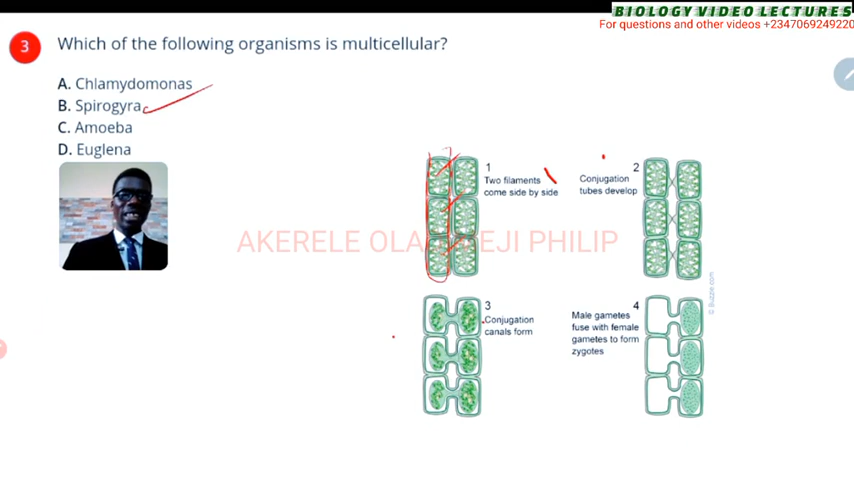 BIOLOGY VIDEO LECTURES
For questions and other videos +2347069249220
3 Which of the following organisms is multicellular?
A. Chlamydomonas
B. Spirogyra
C. Amoeba
D. Euglena
1
Two filaments
come side by side
2
Conjugation
tubes develop
AKERELE OLA EJI PHILIP
3
Conjugation
canals form
4
Male gametes
fuse with female
gametes to form
zygotes
© Buzzle.com